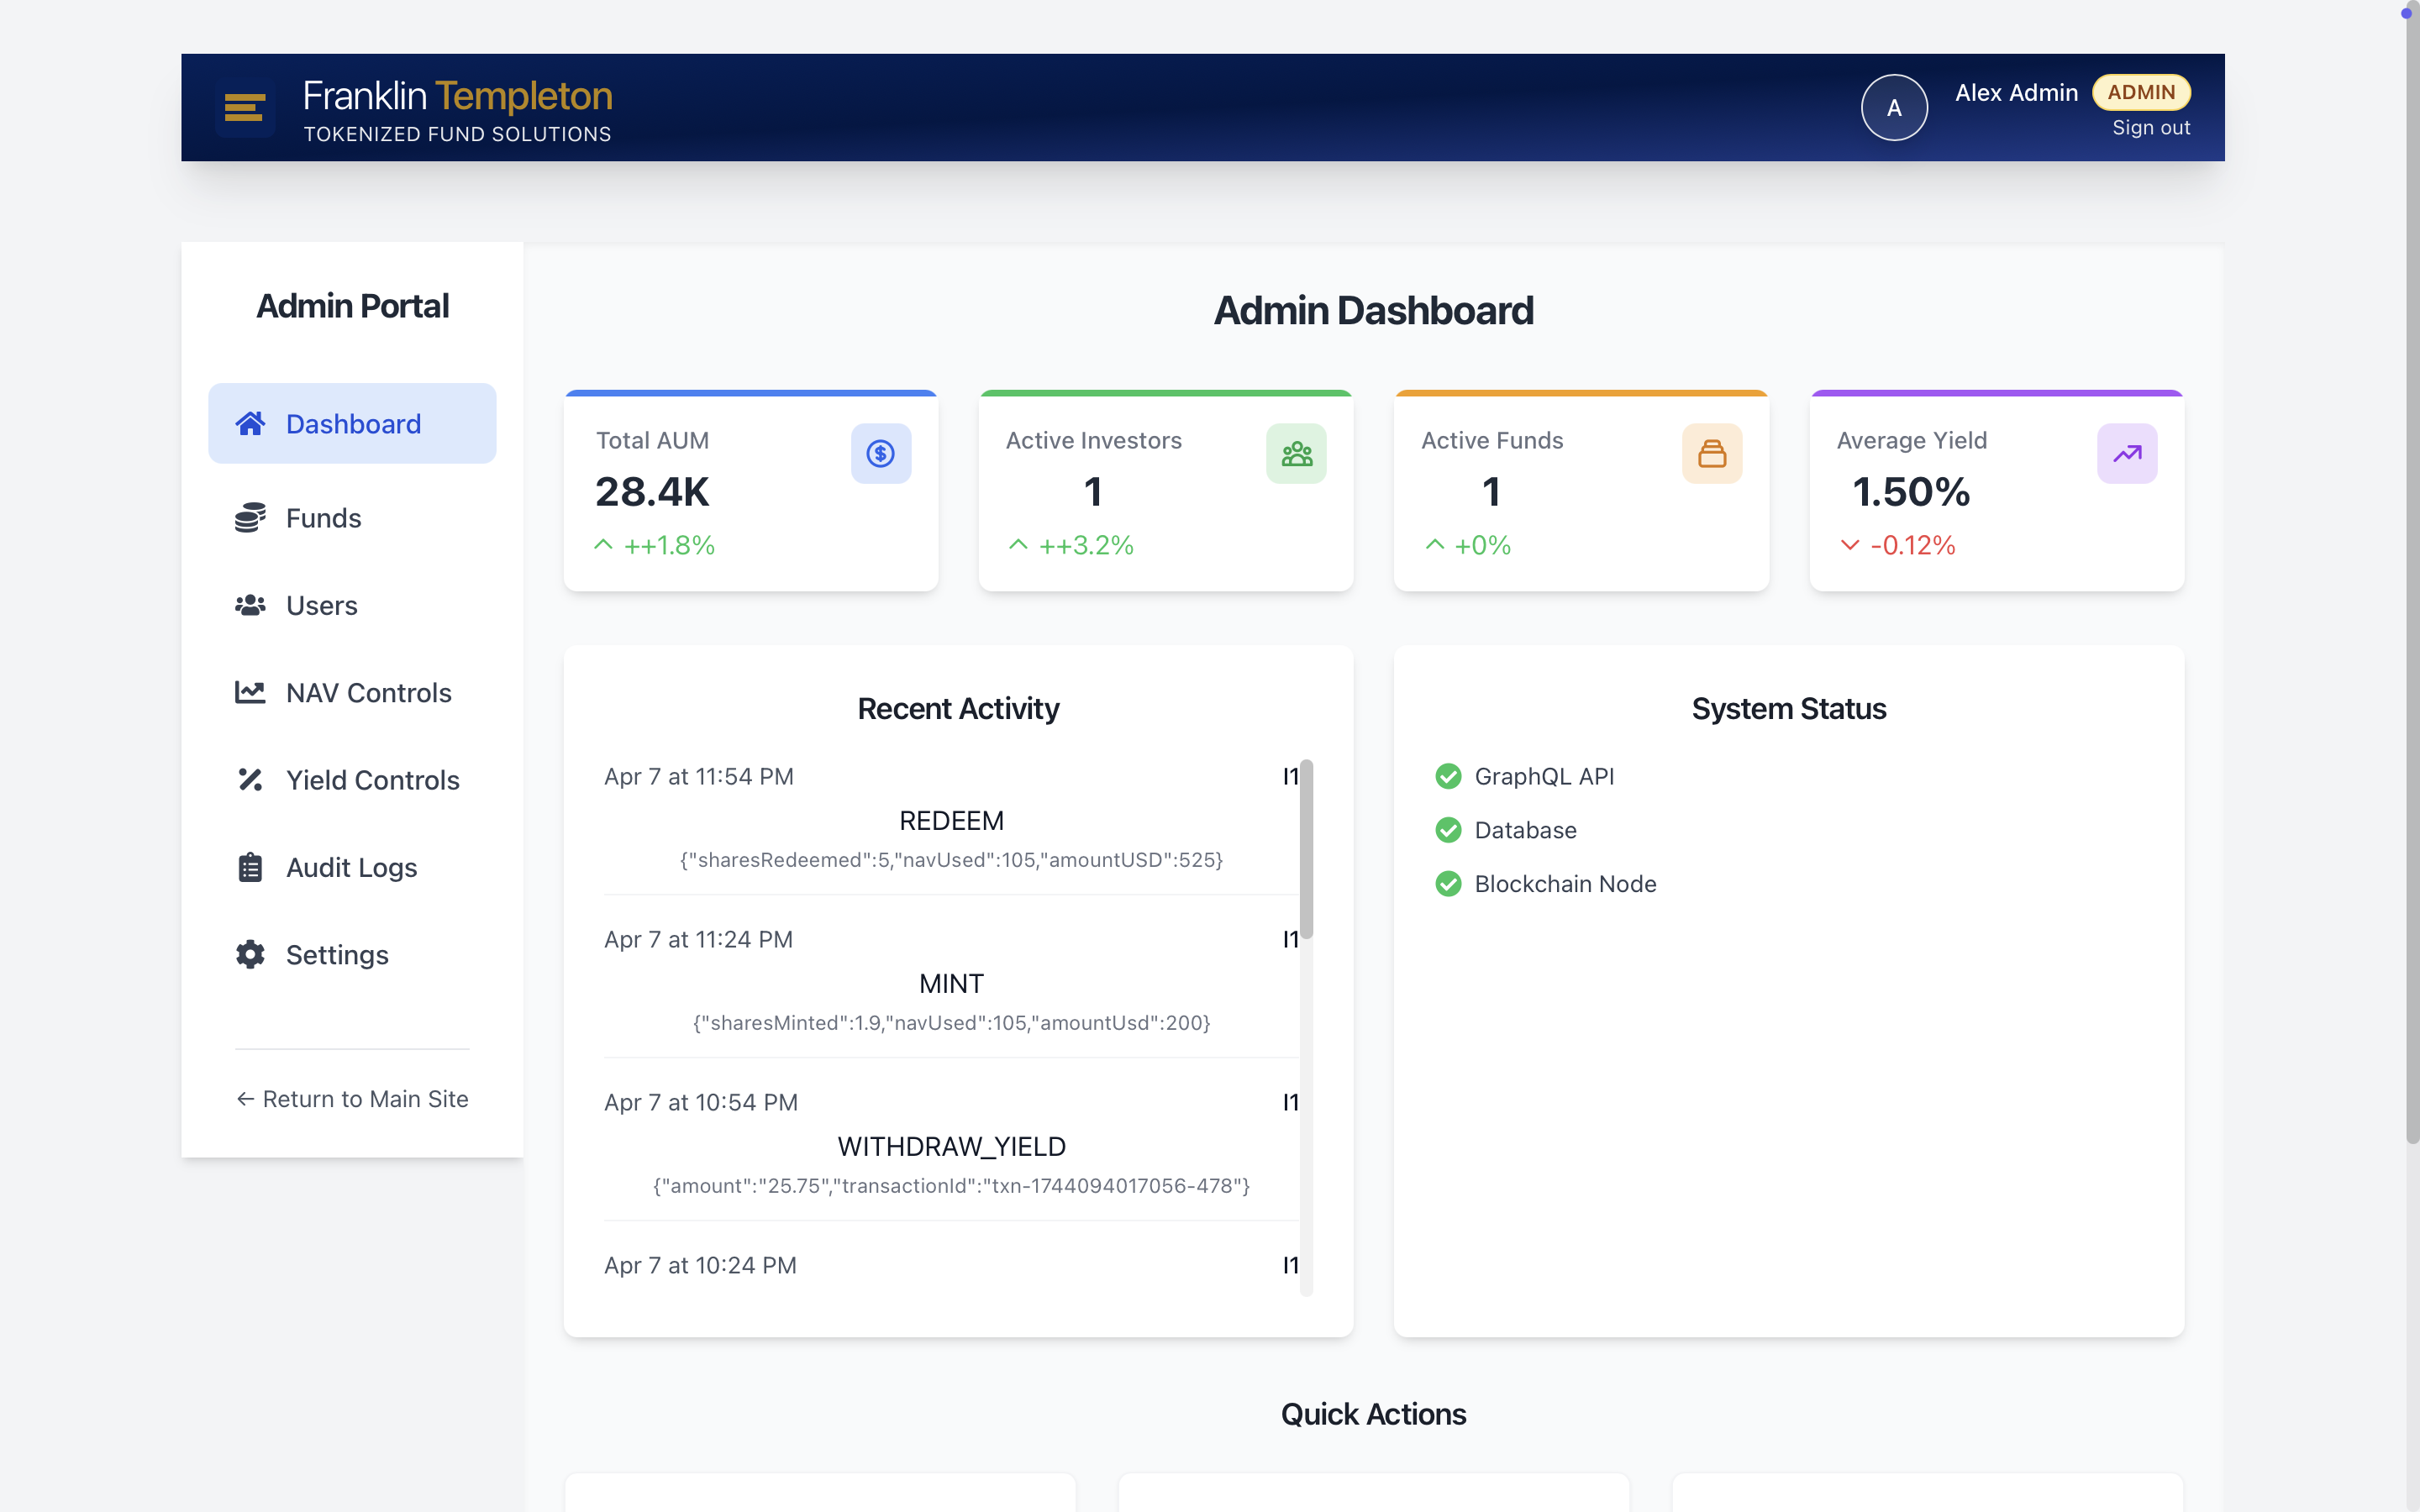 Franklin Templeton
TOKENIZED FUND SOLUTIONS
A
Alex Admin
ADMIN
Sign out
Admin Portal
Dashboard
Funds
Users
NAV Controls
Yield Controls
Audit Logs
Settings
← Return to Main Site
Admin Dashboard
Total AUM
28.4K
++1.8%
Active Investors
1
++3.2%
Active Funds
1
+0%
Average Yield
1.50%
-0.12%
Recent Activity
Apr 7 at 11:54 PM I1
REDEEM
{"sharesRedeemed":5,"navUsed":105,"amountUSD":525}
Apr 7 at 11:24 PM I1
MINT
{"sharesMinted":1.9,"navUsed":105,"amountUsd":200}
Apr 7 at 10:54 PM I1
WITHDRAW_YIELD
{"amount":"25.75","transactionId":"txn-1744094017056-478"}
Apr 7 at 10:24 PM I1
System Status
GraphQL API
Database
Blockchain Node
Quick Actions